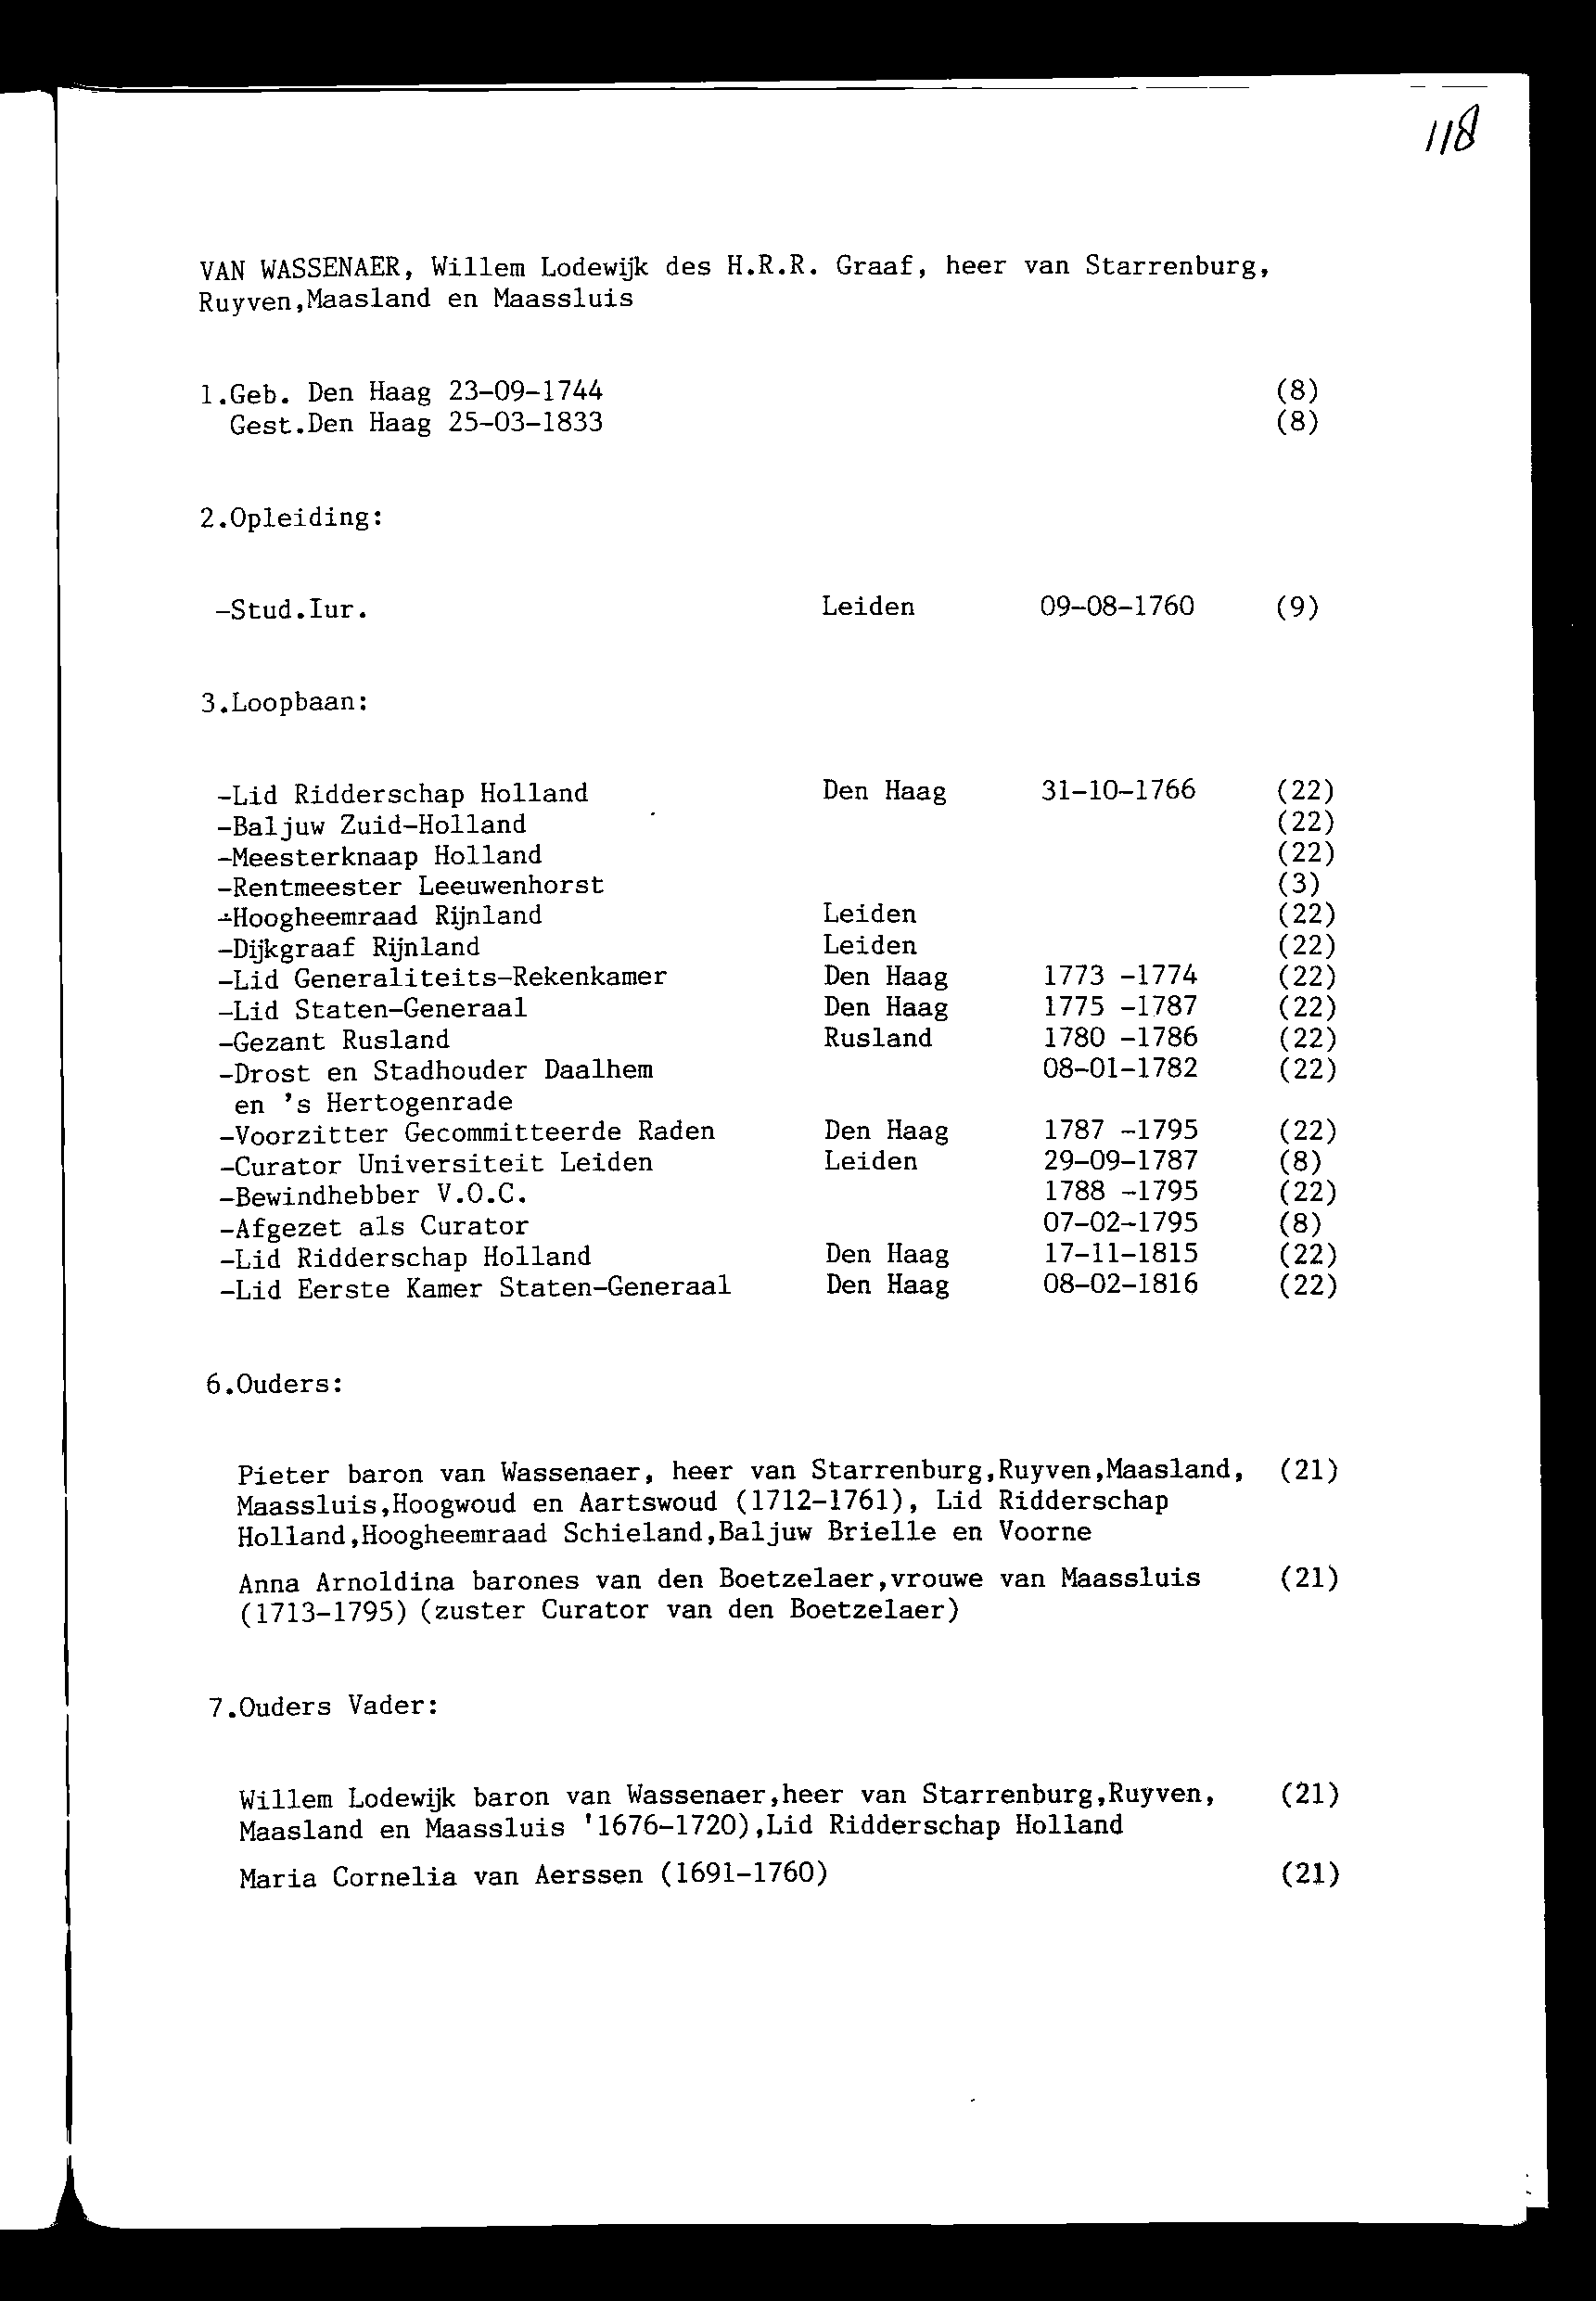 118
VAN WASSENAER, Willem Lodewijk des H.R.R. Graaf, heer van Starrenburg,
Ruyven,Maasland en Maassluis
1.Geb. Den Haag 23-09-1744 (8)
Gest.Den Haag 25-03-1833 (8)
2.Opleiding:
-Stud.Iur. Leiden 09-08-1760 (9)
3.Loopbaan:
-Lid Ridderschap Holland Den Haag 31-10-1766 (22)
-Baljuw Zuid-Holland (22)
-Meesterknaap Holland (22)
-Rentmeester Leeuwenhorst (3)
-Hoogheemraad Rijnland Leiden (22)
-Dijkgraaf Rijnland Leiden (22)
-Lid Generaliteits-Rekenkamer Den Haag 1773 -1774 (22)
-Lid Staten-Generaal Den Haag 1775 -1787 (22)
-Gezant Rusland Rusland 1780 -1786 (22)
-Drost en Stadhouder Daalhem 08-01-1782 (22)
en 's Hertogenrade
-Voorzitter Gecommitteerde Raden Den Haag 1787 -1795 (22)
-Curator Universiteit Leiden Leiden 29-09-1787 (8)
-Bewindhebber V.O.C. 1788 -1795 (22)
-Afgezet als Curator 07-02-1795 (8)
-Lid Ridderschap Holland Den Haag 17-11-1815 (22)
-Lid Eerste Kamer Staten-Generaal Den Haag 08-02-1816 (22)
6.Ouders:
Pieter baron van Wassenaer, heer van Starrenburg,Ruyven,Maasland, (21)
Maassluis,Hoogwoud en Aartswoud (1712-1761), Lid Ridderschap
Holland,Hoogheemraad Schieland,Baljuw Brielle en Voorne
Anna Arnoldina barones van den Boetzelaer,vrouwe van Maassluis (21)
(1713-1795) (zuster Curator van den Boetzelaer)
7.Ouders Vader:
Willem Lodewijk baron van Wassenaer,heer van Starrenburg,Ruyven, (21)
Maasland en Maassluis '1676-1720),Lid Ridderschap Holland
Maria Cornelia van Aerssen (1691-1760) (21)